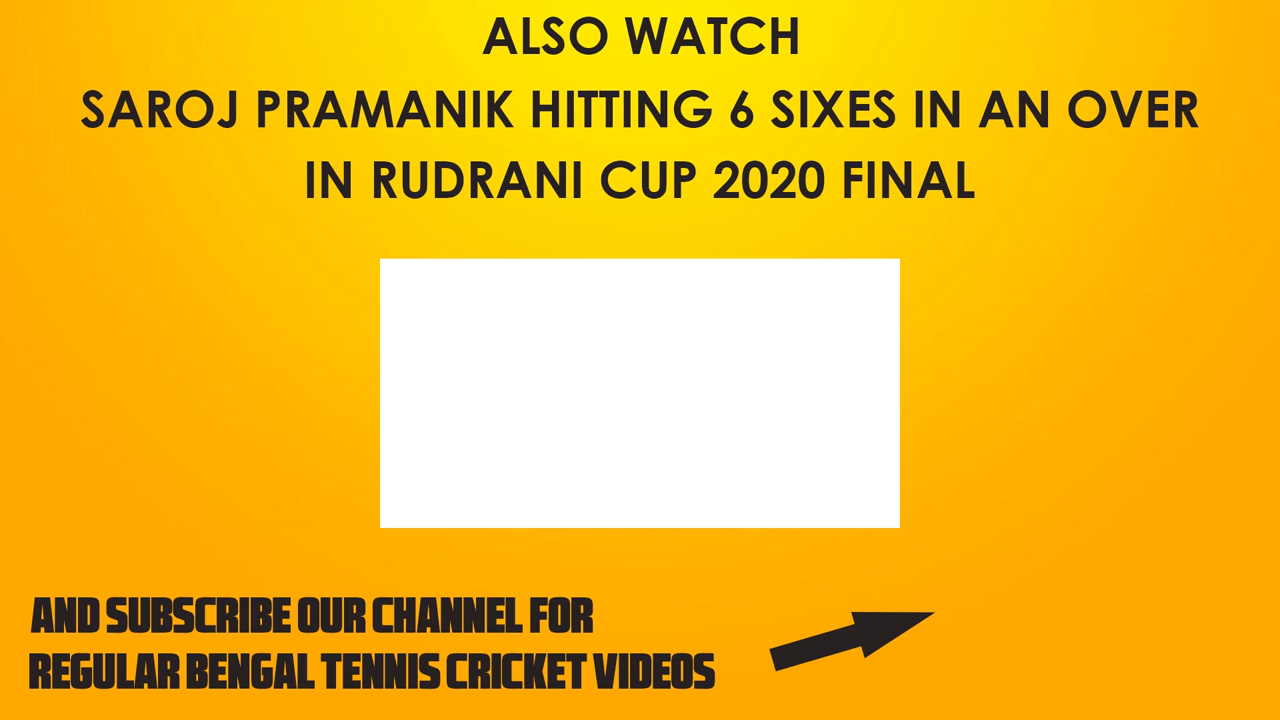 ALSO WATCH
SAROJ PRAMANIK HITTING 6 SIXES IN AN OVER
IN RUDRANI CUP 2020 FINAL
AND SUBSCRIBE OUR CHANNEL FOR
REGULAR BENGAL TENNIS CRICKET VIDEOS